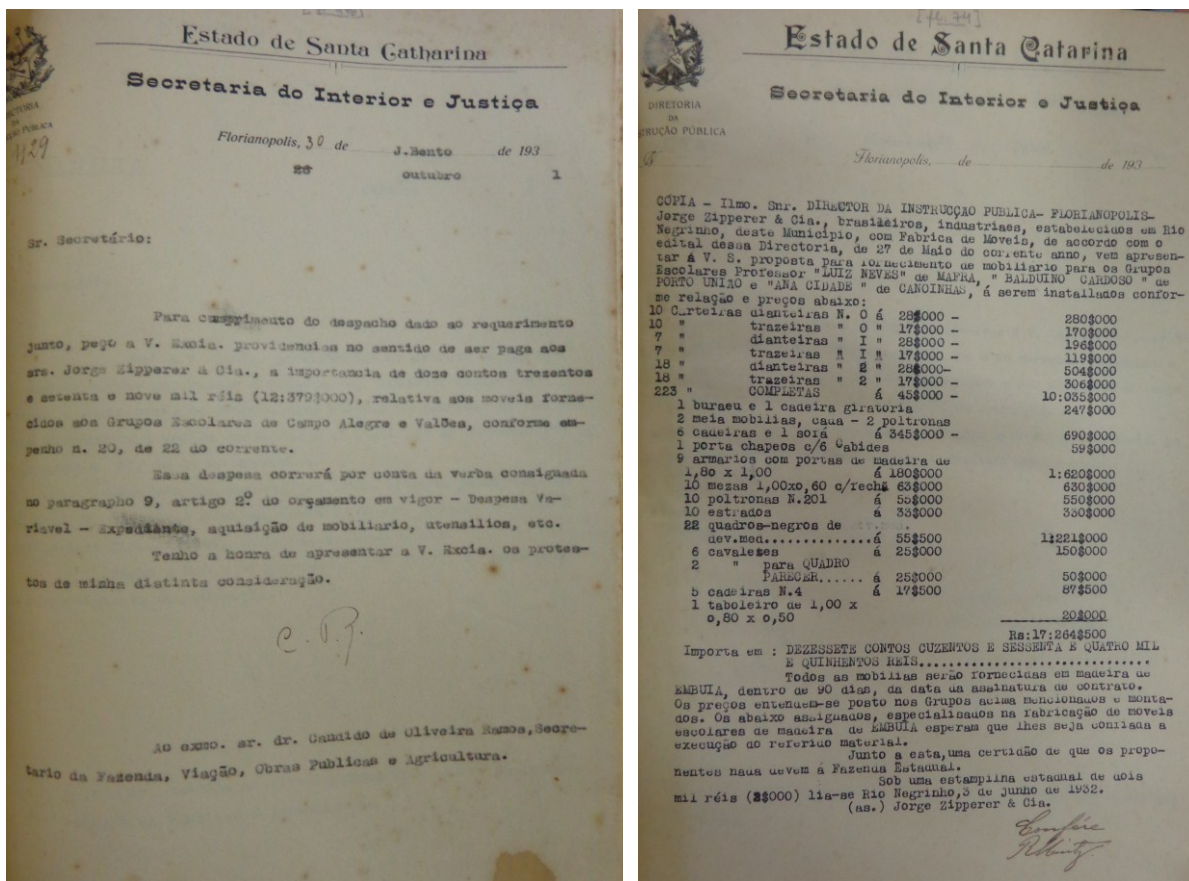 Estado de Santa Catharina
Secretaria do Interior e Justiça
PUBLICA
Florianopolis, 30 de J.Bento de 193
26 outubro 1
Sr. Secretário:
Para cumprimento do despacho dado ao requerimento
junto, peço a V. Excia. providencias no sentido de ser paga aos
srs. Jorge Zipperer & Cia., a importancia de doze contos trezentos
e setenta e nove mil réis (12:379$000), relativa aos moveis forne-
cidos aos Grupos Escolares de Campo Alegre e Valões, conforme em-
penho n. 20, de 22 do corrente.
Essa despesa correrá por conta da verba consignada
no paragrapho 9, artigo 2º do orçamento em vigor - Despesa Va-
riavel - Expediente, aquisição de mobiliario, utensilios, etc.
Tenho a honra de apresentar a V. Excia. os protes-
tos de minha distinta consideração.
Ao exmo. sr. dr. Candido de Oliveira Ramos, Secre-
tario da Fazenda, Viação, Obras Publicas e Agricultura.
[fl. 74]
Estado de Santa Catarina
Secretaria do Interior e Justiça
DIRETORIA
DA
RUÇÃO PÚBLICA
Florianopolis, de de 193
COPIA - Ilmo. Snr. DIRECTOR DA INSTRUCÇAO PUBLICA- FLORIANOPOLIS-
Jorge Zipperer & Cia., brasileiros, industriaes, estabelecidos em Rio
Negrinho, deste Municipio, com Fabrica de Moveis, de accordo com o
edital dessa Directoria, de 27 de Maio do corrente anno, vem apresen-
tar á V. S. proposta para fornecimento de mobiliario para os Grupos
Escolares Professor "LUIZ NEVES" de MAFRA, " BALDUINO CARDOSO " de
PORTO UNIAO e "ANA CIDADE " de CANOINHAS, á serem installados confor-
me relação e preços abaixo:
10 Carteiras dianteiras N. 0 á 28$000 - 280$000
10 " trazeiras " 0 " 17$000 - 170$000
7 " dianteiras " I " 28$000 - 196$000
7 " trazeiras " I " 17$000 - 119$000
18 " dianteiras " 2 " 28$000- 504$000
18 " trazeiras " 2 " 17$000 - 306$000
223 " COMPLETAS á 45$000 - 10:035$000
1 buraeu e 1 cadeira giratoria 247$000
2 meia mobilias, cada - 2 poltronas
6 cadeiras e 1 sofá á 345$000 - 690$000
1 porta chapeos c/6 Cabides 59$000
9 armarios com portas de madeira de
1,80 x 1,00 á 180$000 1:620$000
10 mezas 1,00x0,60 c/fechª 63$000 630$000
10 poltronas N.201 á 55$000 550$000
10 estrados á 33$000 330$000
22 quadros-negros de
dev.med..............á 55$500 1:221$000
6 cavaletes á 25$000 150$000
2 " para QUADRO
PARECER...... á 25$000 50$000
5 cadeiras N.4 á 17$500 87$500
1 taboleiro de 1,00 x
0,80 x 0,50 20$000
Rs:17:264$500
Importa em : DEZESSETE CONTOS CUZENTOS E SESSENTA E QUATRO MIL
E QUINHENTOS REIS..............................
Todos as mobilias serão fornecidas em madeira de
EMBUIA, dentro de 90 dias, da data da assinatura de contrato.
Os preços entendem-se posto nos Grupos acima mencionados e monta-
dos. Os abaixo assignados, especialisados na fabricação de moveis
escolares de madeira de EMBUIA esperam que lhes seja confiada a
execução do referido material.
Junto a esta,uma certidão de que os propo-
nentes nada devem á Fazenda Estadual.
Sob uma estampilha estadual de dois
mil réis (2$000) lia-se Rio Negrinho,3 de junho de 1932.
(as.) Jorge Zipperer & Cia.
Confére